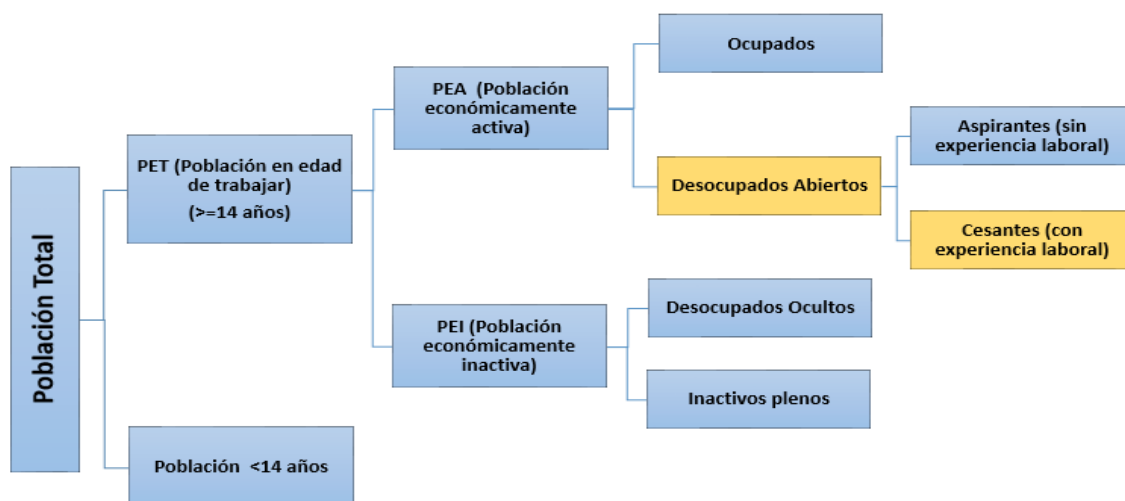 Población Total
PET (Población en edad
de trabajar)
(>=14 años)
Población <14 años
PEA (Población
económicamente
activa)
PEI (Población
económicamente
inactiva)
Ocupados
Desocupados Abiertos
Desocupados Ocultos
Inactivos plenos
Aspirantes (sin
experiencia laboral)
Cesantes (con
experiencia laboral)